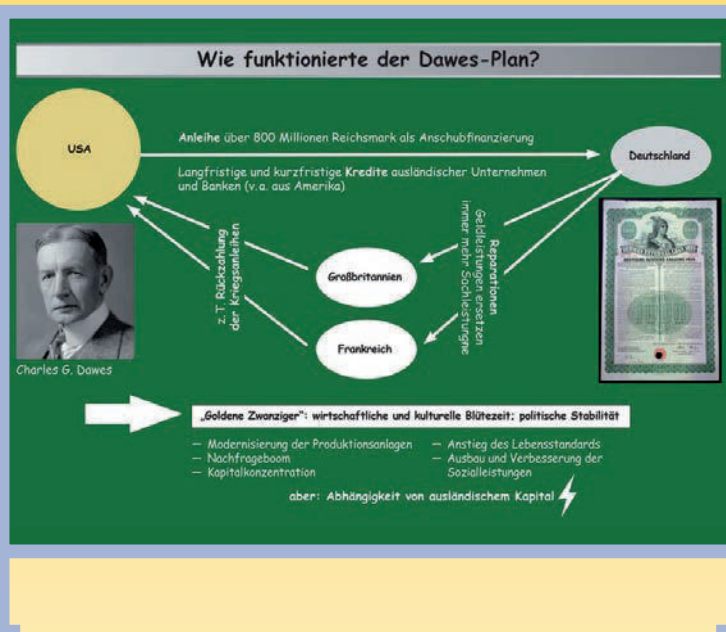 Wie funktionierte der Dawes-Plan?
USA
Anleihe über 800 Millionen Reichsmark als Anschubfinanzierung
Deutschland
Langfristige und kurzfristige Kredite ausländischer Unternehmen
und Banken (v.a. aus Amerika)
z. T Rückzahlung
der Kriegsanleihen
Großbritannien
Frankreich
Reparationen
Geldleistungen ersetzen
immer mehr Sachleistungne
Charles G. Dawes
„Goldene Zwanziger": wirtschaftliche und kulturelle Blütezeit; politische Stabilität
— Modernisierung der Produktionsanlagen
— Nachfrageboom
— Kapitalkonzentration
— Anstieg des Lebensstandards
— Ausbau und Verbesserung der
Sozialleistungen
aber: Abhängigkeit von ausländischem Kapital